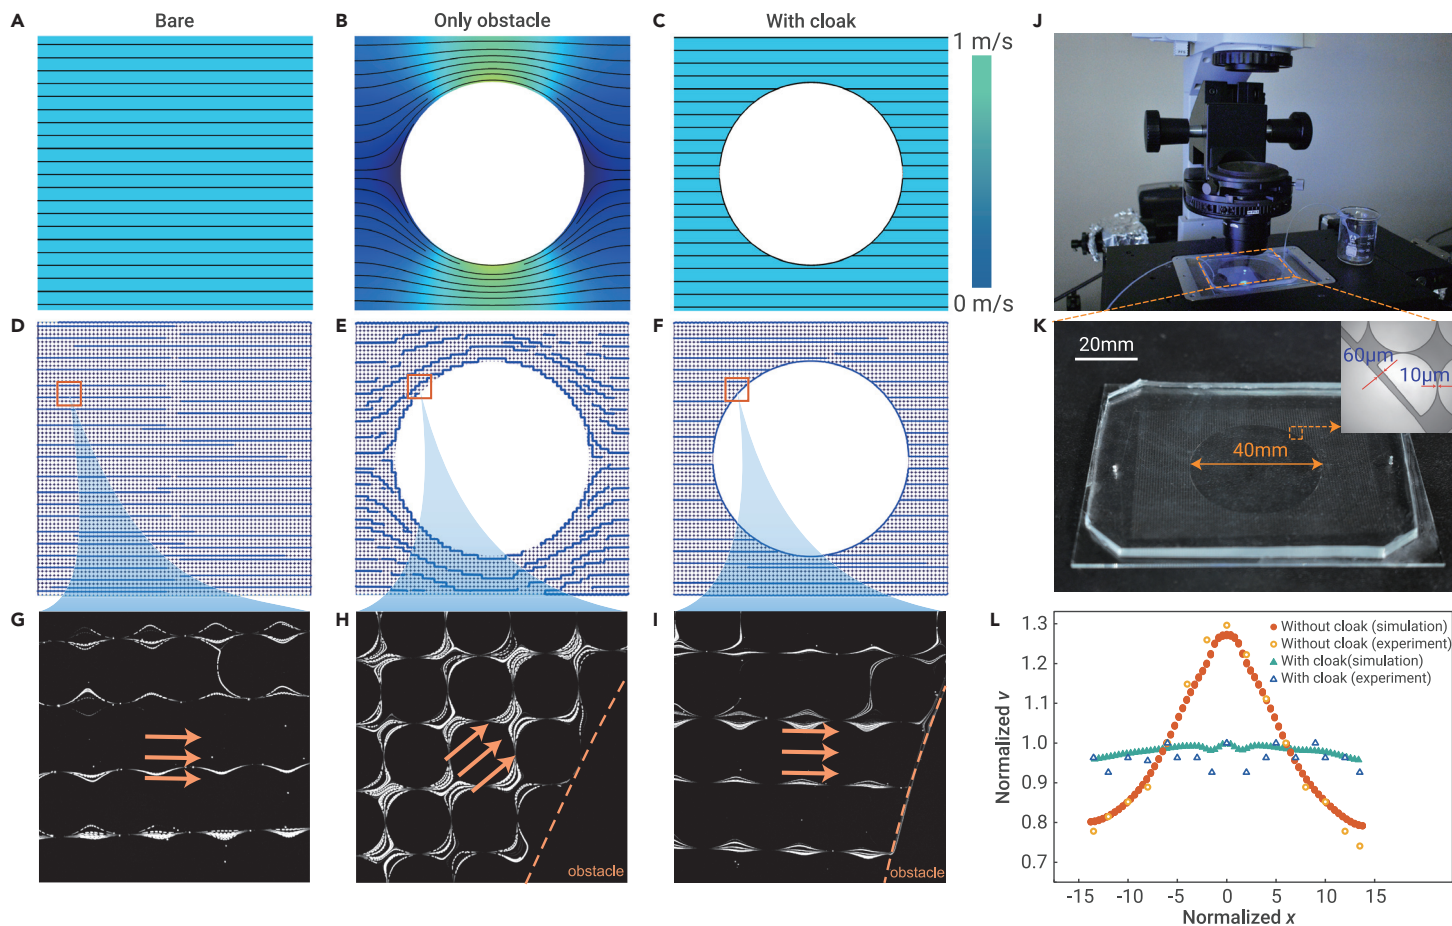 A Bare
B Only obstacle
C With cloak
1 m/s
0 m/s
D
E
F
G
H
obstacle
I
obstacle
J
K
20mm
40mm
60µm
10µm
L
Without cloak (simulation)
Without cloak (experiment)
With cloak(simulation)
With cloak (experiment)
Normalized v
1.3
1.2
1.1
1.0
0.9
0.8
0.7
-15 -10 -5 0 5 10 15
Normalized x